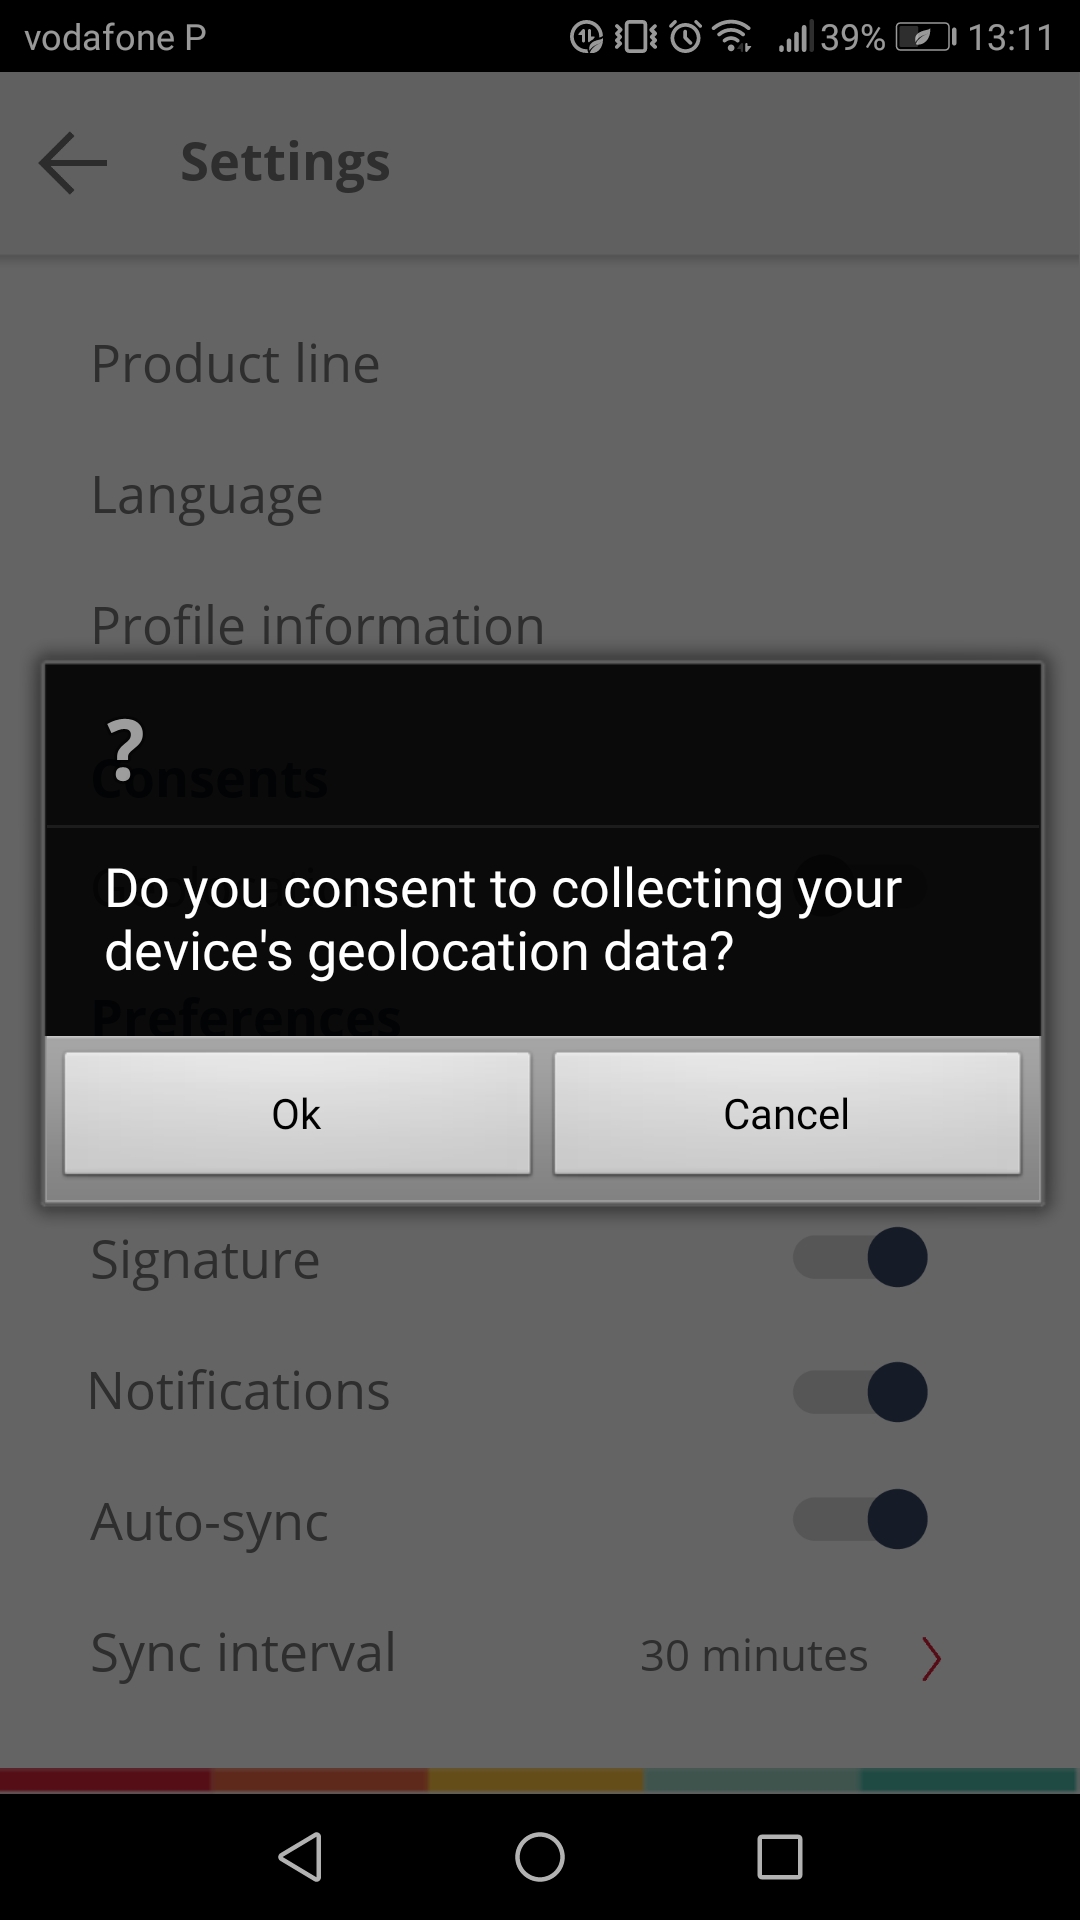 vodafone P 39% 13:11
Settings
Product line
Language
Profile information
?
Consents
Do you consent to collecting your
device's geolocation data?
Preferences
Ok Cancel
Signature
Notifications
Auto-sync
Sync interval 30 minutes